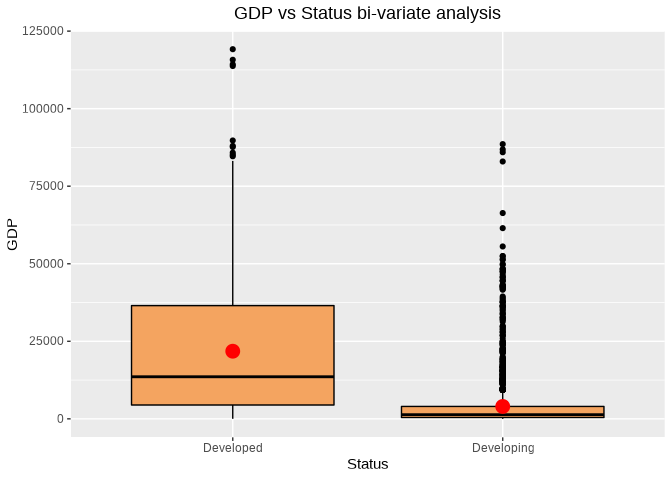 GDP vs Status bi-variate analysis
125000
100000
75000
50000
25000
0
GDP
Developed
Developing
Status